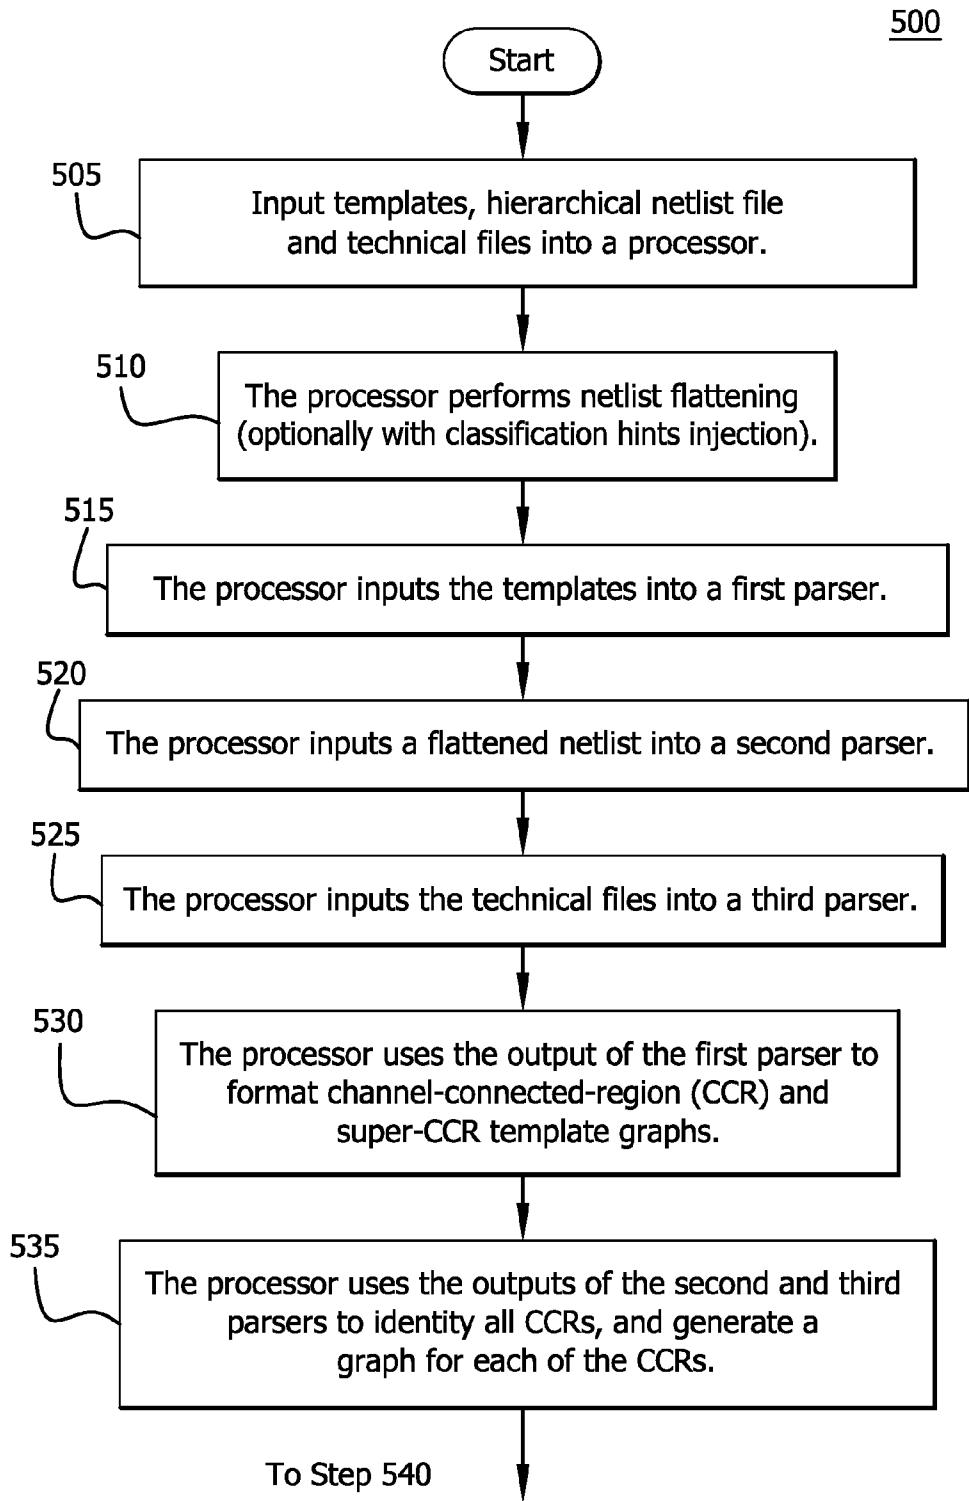 500
Start
505
Input templates, hierarchical netlist file
and technical files into a processor.
510
The processor performs netlist flattening
(optionally with classification hints injection).
515
The processor inputs the templates into a first parser.
520
The processor inputs a flattened netlist into a second parser.
525
The processor inputs the technical files into a third parser.
530
The processor uses the output of the first parser to
format channel-connected-region (CCR) and
super-CCR template graphs.
535
The processor uses the outputs of the second and third
parsers to identity all CCRs, and generate a
graph for each of the CCRs.
To Step 540